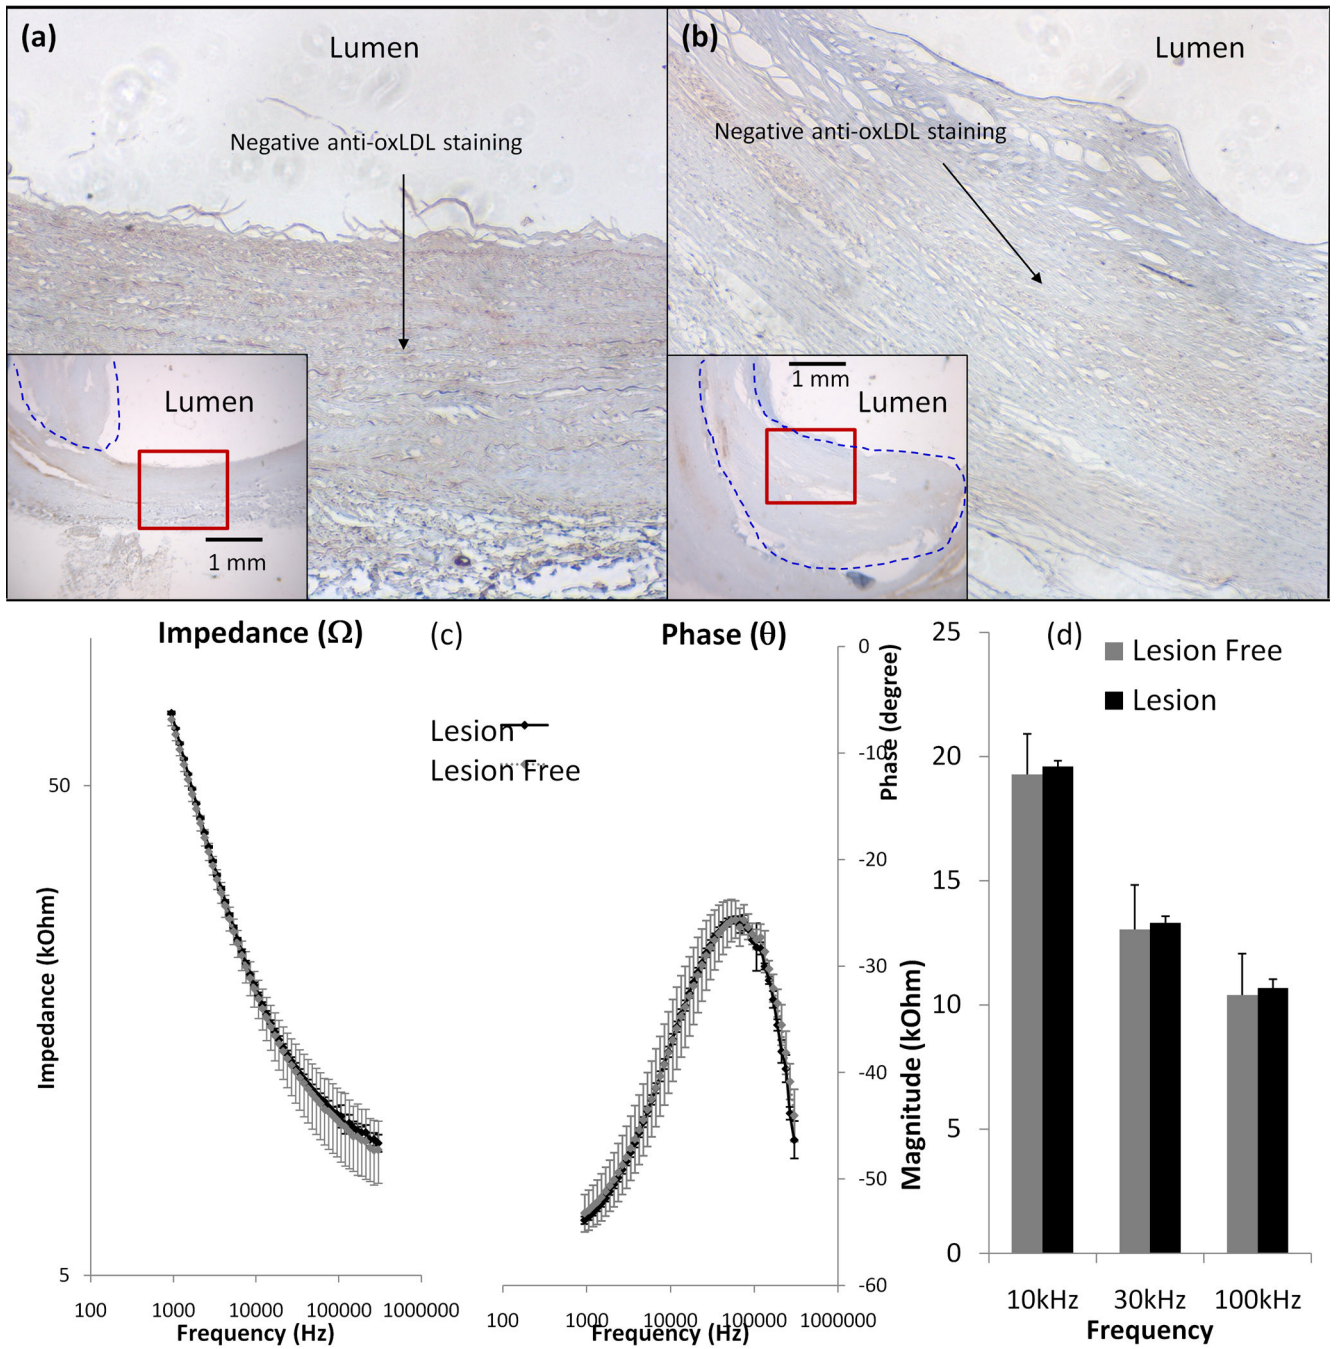 (a)
Lumen
Negative anti-oxLDL staining
Lumen
1 mm
(b)
Lumen
Negative anti-oxLDL staining
1 mm
Lumen
Impedance (Ω)
(c)
Phase (θ)
Lesion
Lesion Free
50
5
Impedance (kOhm)
100 1000 10000 100000 1000000
Frequency (Hz)
0
-10
-20
-30
-40
-50
-60
Phase (degree)
100 1000 10000 100000 1000000
Frequency (Hz)
(d)
Lesion Free
Lesion
25
20
15
10
5
0
Magnitude (kOhm)
10kHz 30kHz 100kHz
Frequency